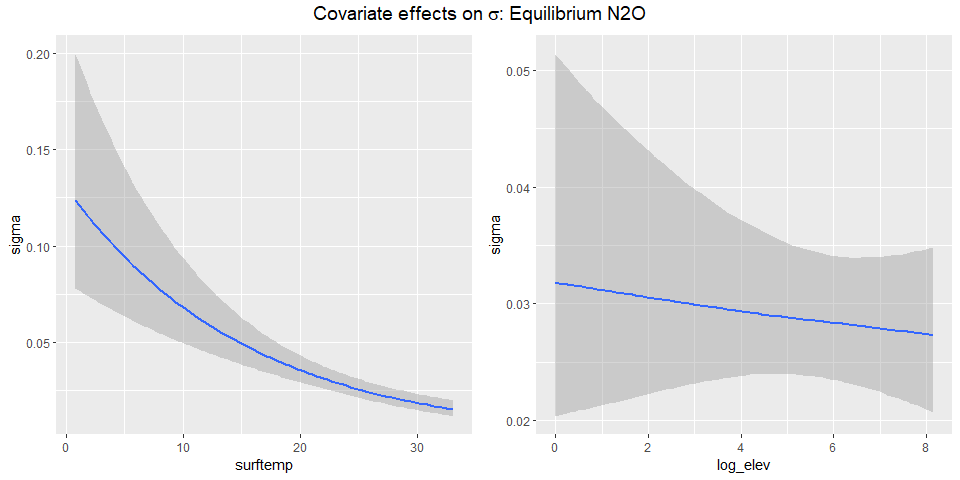 Covariate effects on σ: Equilibrium N2O
sigma
0.20
0.15
0.10
0.05
0 10 20 30
surftemp
sigma
0.05
0.04
0.03
0.02
0 2 4 6 8
log_elev